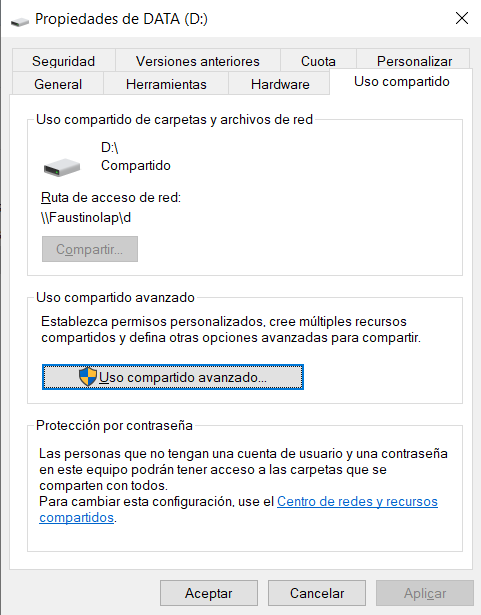 Propiedades de DATA (D:)
Seguridad Versiones anteriores Cuota Personalizar
General Herramientas Hardware Uso compartido
Uso compartido de carpetas y archivos de red
D:\
Compartido
Ruta de acceso de red:
\\Faustinolap\d
Compartir...
Uso compartido avanzado
Establezca permisos personalizados, cree múltiples recursos
compartidos y defina otras opciones avanzadas para compartir.
Uso compartido avanzado...
Protección por contraseña
Las personas que no tengan una cuenta de usuario y una contraseña
en este equipo podrán tener acceso a las carpetas que se
comparten con todos.
Para cambiar esta configuración, use el Centro de redes y recursos
compartidos.
Aceptar Cancelar Aplicar